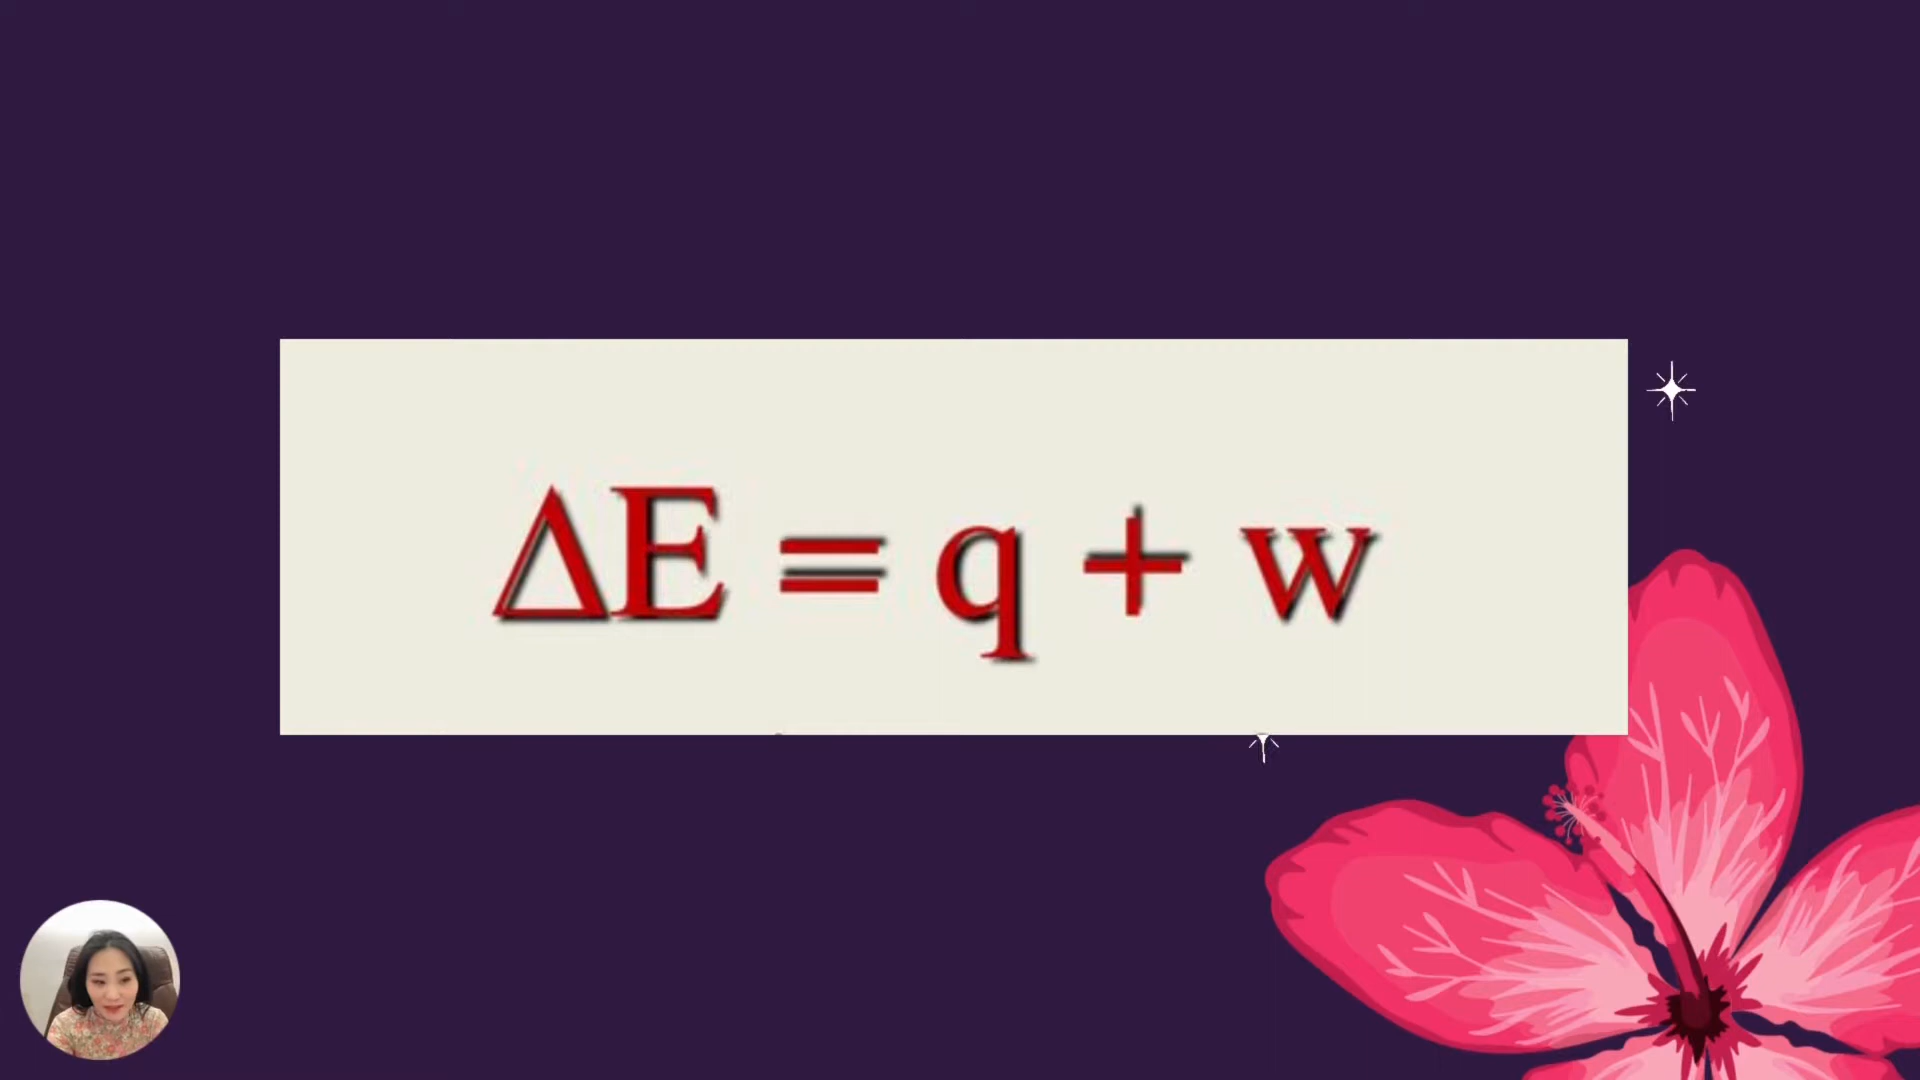 ΔE = q + w